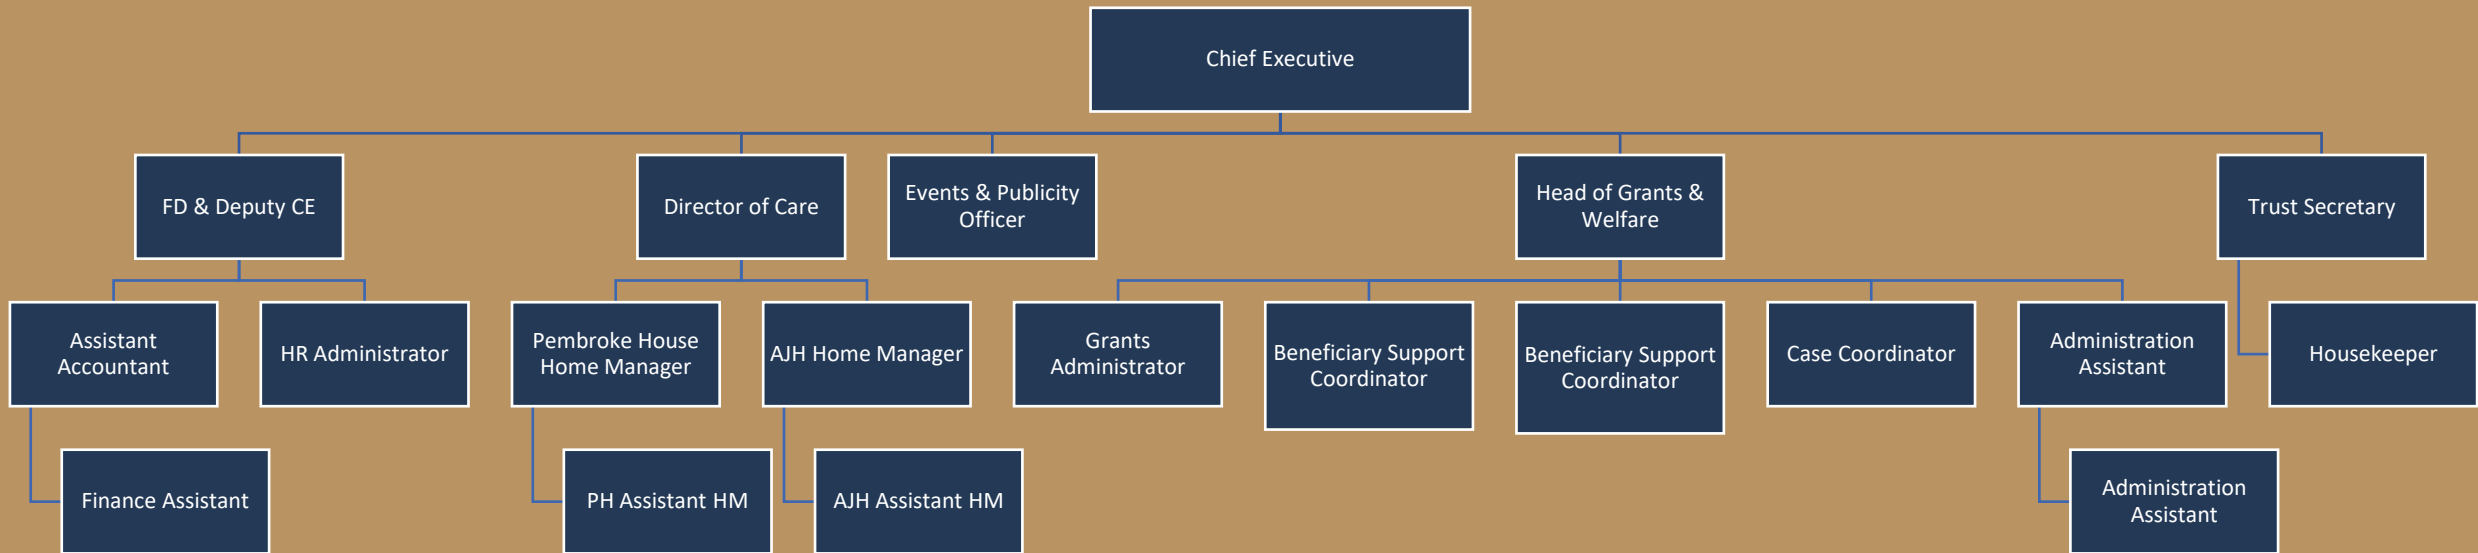 Chief Executive
FD & Deputy CE
Director of Care
Events & Publicity
Officer
Head of Grants &
Welfare
Trust Secretary
Assistant
Accountant
HR Administrator
Pembroke House
Home Manager
AJH Home Manager
Grants
Administrator
Beneficiary Support
Coordinator
Beneficiary Support
Coordinator
Case Coordinator
Administration
Assistant
Housekeeper
Finance Assistant
PH Assistant HM
AJH Assistant HM
Administration
Assistant